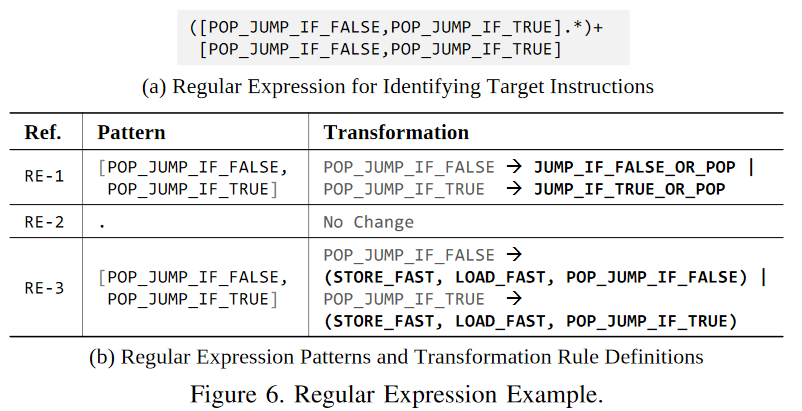 ([POP_JUMP_IF_FALSE,POP_JUMP_IF_TRUE].*)+
[POP_JUMP_IF_FALSE,POP_JUMP_IF_TRUE]
(a) Regular Expression for Identifying Target Instructions
Ref. Pattern Transformation
RE-1 [POP_JUMP_IF_FALSE, POP_JUMP_IF_FALSE → JUMP_IF_FALSE_OR_POP |
POP_JUMP_IF_TRUE] POP_JUMP_IF_TRUE → JUMP_IF_TRUE_OR_POP
RE-2 . No Change
POP_JUMP_IF_FALSE →
RE-3 [POP_JUMP_IF_FALSE, (STORE_FAST, LOAD_FAST, POP_JUMP_IF_FALSE) |
POP_JUMP_IF_TRUE] POP_JUMP_IF_TRUE →
(STORE_FAST, LOAD_FAST, POP_JUMP_IF_TRUE)
(b) Regular Expression Patterns and Transformation Rule Definitions
Figure 6. Regular Expression Example.